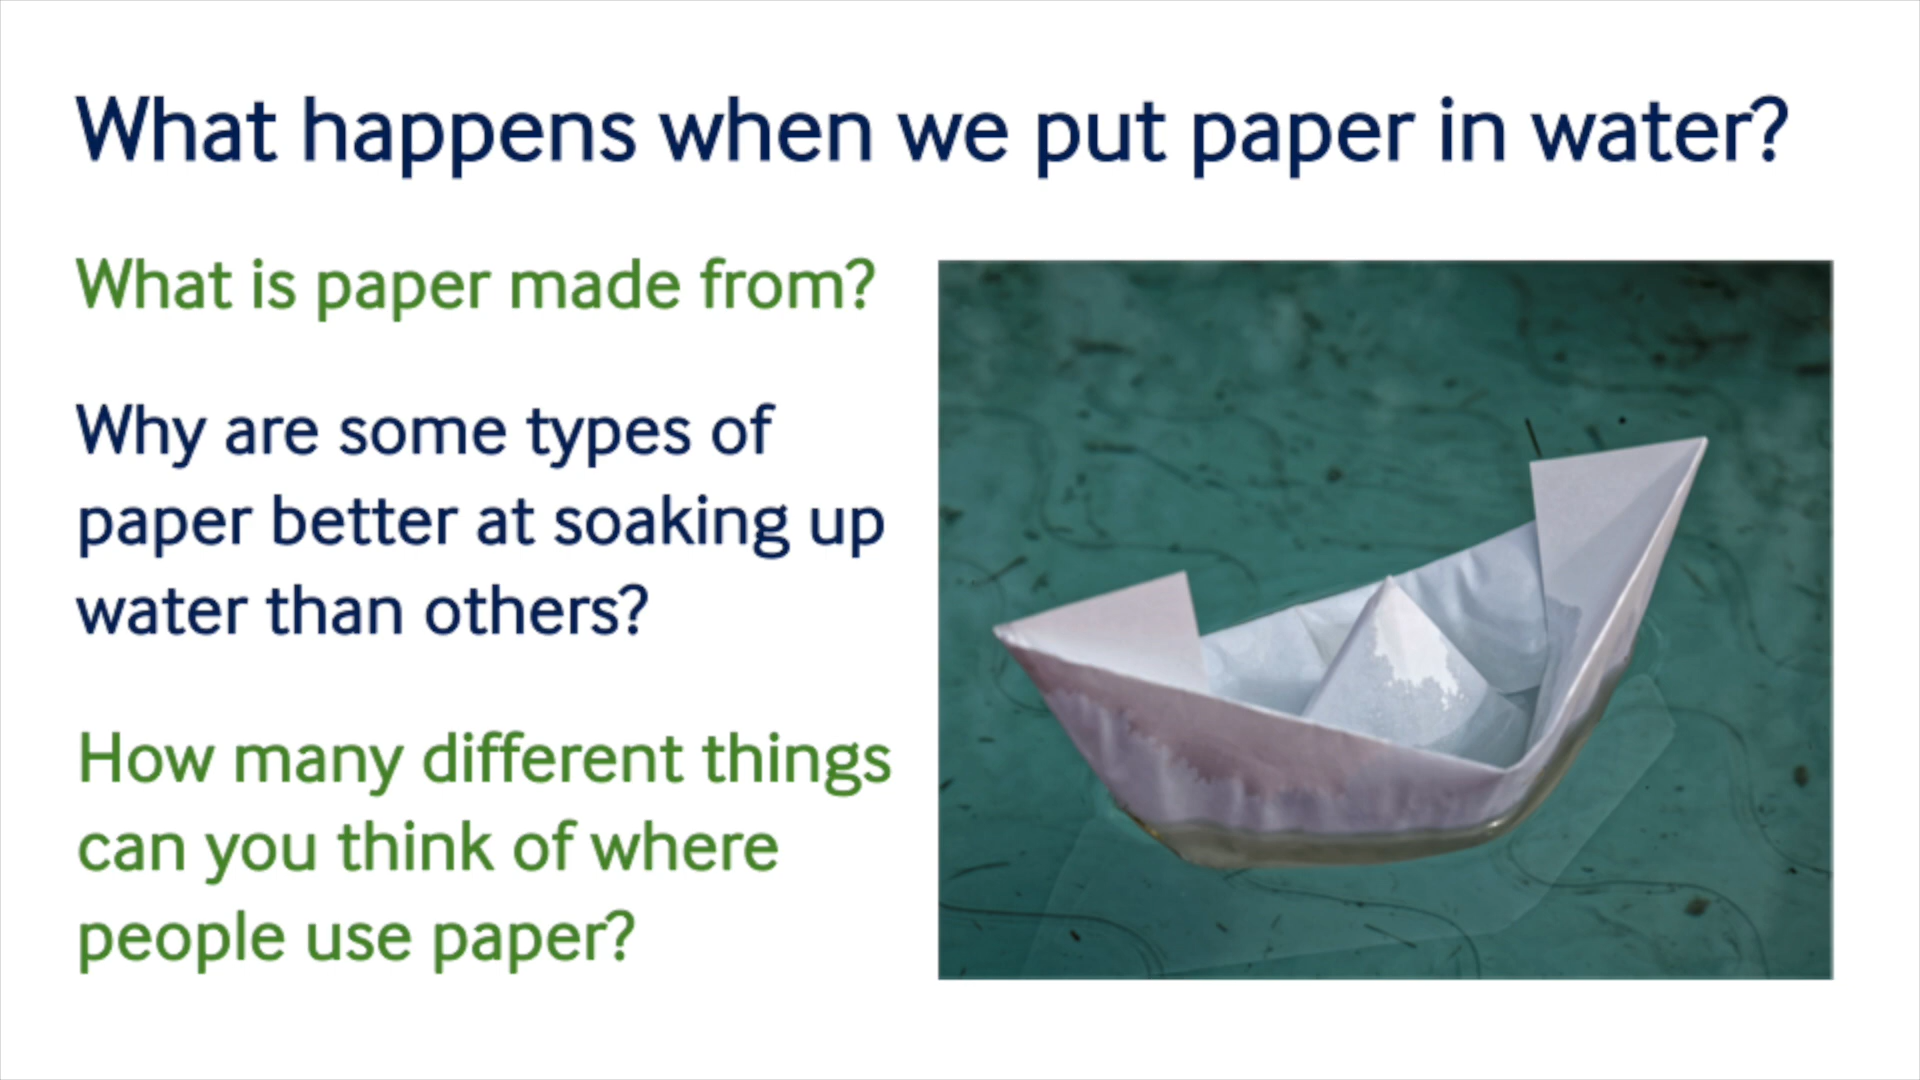 What happens when we put paper in water?
What is paper made from?
Why are some types of
paper better at soaking up
water than others?
How many different things
can you think of where
people use paper?